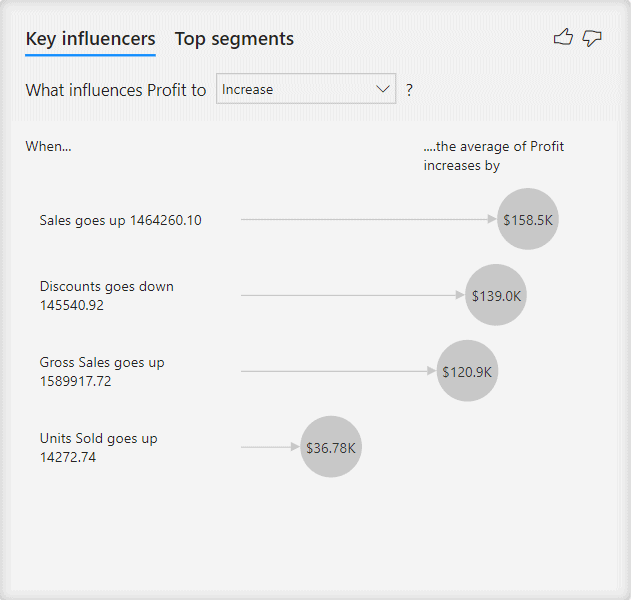 Key influencers Top segments
What influences Profit to Increase ?
When...
....the average of Profit
increases by
Sales goes up 1464260.10
$158.5K
Discounts goes down
145540.92
$139.0K
Gross Sales goes up
1589917.72
$120.9K
Units Sold goes up
14272.74
$36.78K